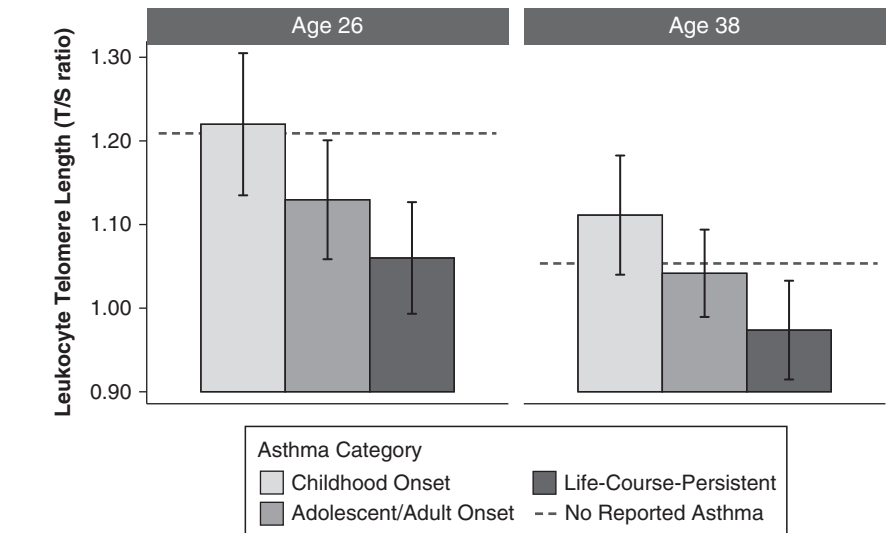 Age 26
Age 38
Leukocyte Telomere Length (T/S ratio)
1.30
1.20
1.10
1.00
0.90
Asthma Category
Childhood Onset
Life-Course-Persistent
Adolescent/Adult Onset
No Reported Asthma